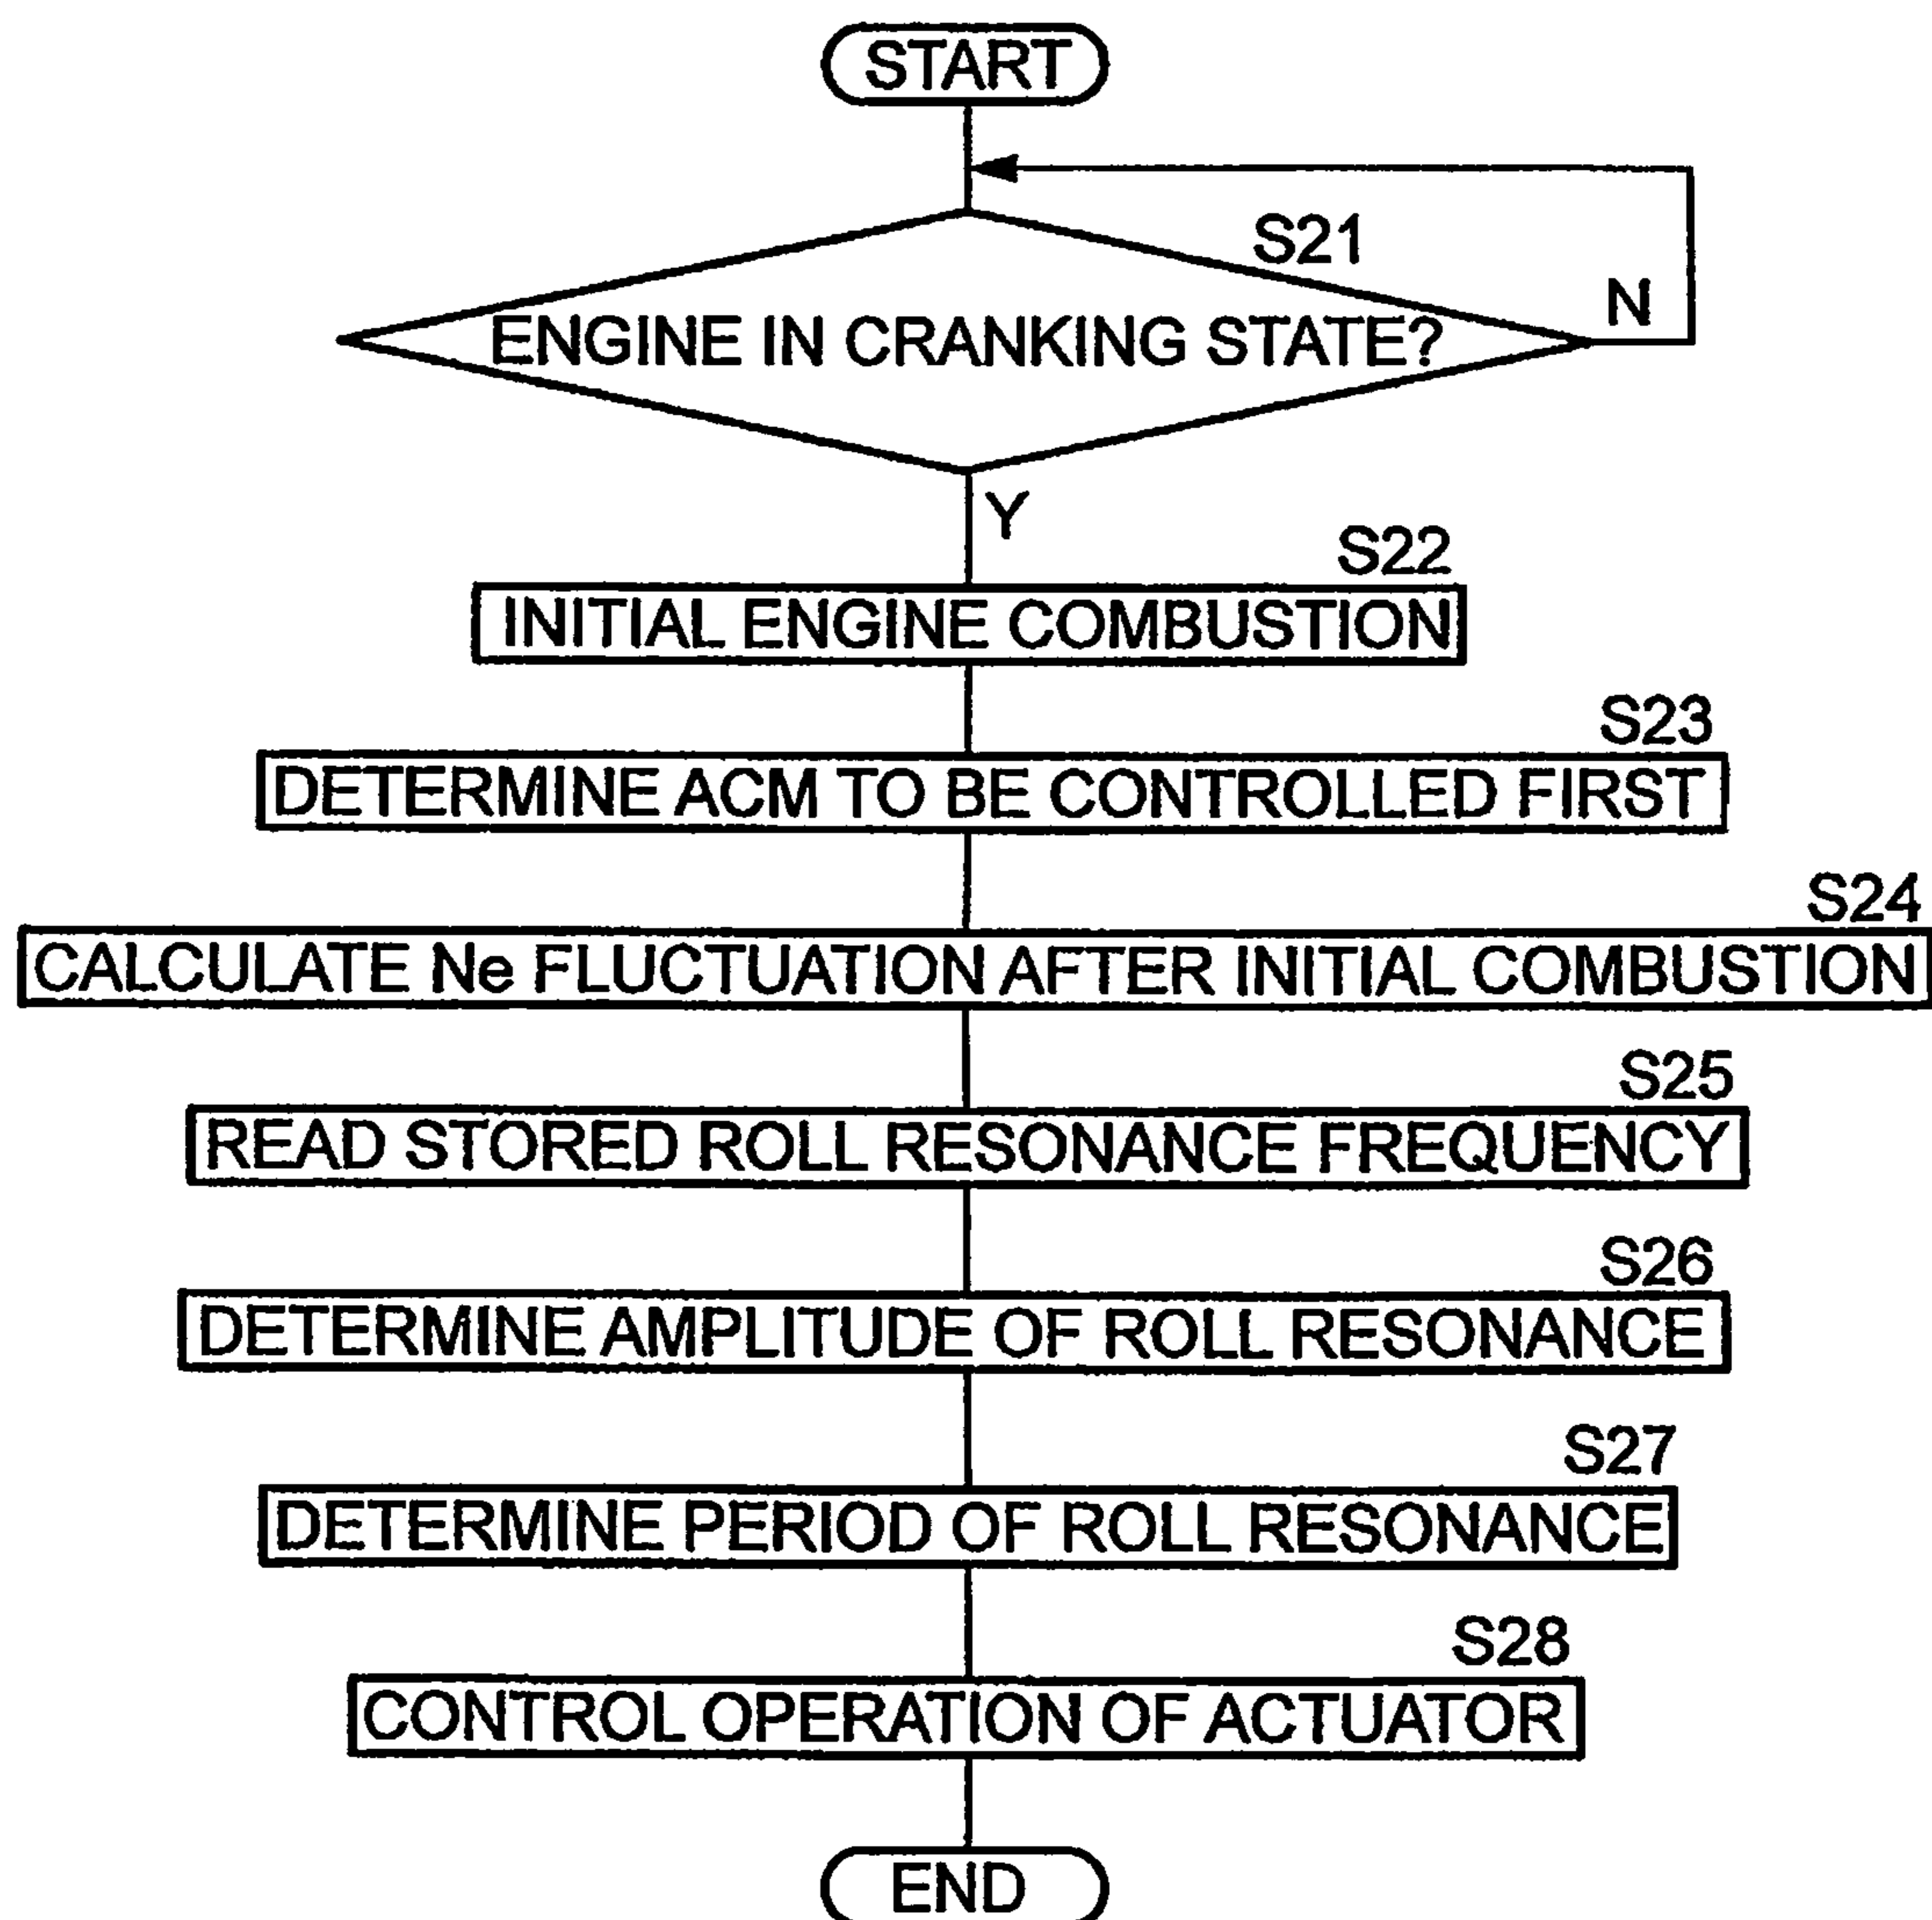 START
S21
ENGINE IN CRANKING STATE?
N
Y
S22
INITIAL ENGINE COMBUSTION
S23
DETERMINE ACM TO BE CONTROLLED FIRST
S24
CALCULATE Ne FLUCTUATION AFTER INITIAL COMBUSTION
S25
READ STORED ROLL RESONANCE FREQUENCY
S26
DETERMINE AMPLITUDE OF ROLL RESONANCE
S27
DETERMINE PERIOD OF ROLL RESONANCE
S28
CONTROL OPERATION OF ACTUATOR
END